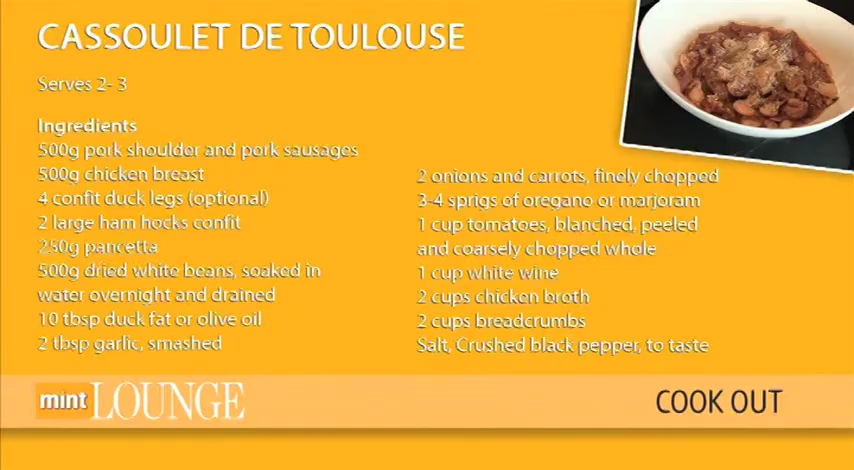 CASSOULET DE TOULOUSE
Serves 2- 3
Ingredients
500g pork shoulder and pork sausages
500g chicken breast
4 confit duck legs (optional)
2 large ham hocks confit
250g pancetta
500g dried white beans, soaked in
water overnight and drained
10 tbsp duck fat or olive oil
2 tbsp garlic, smashed
2 onions and carrots, finely chopped
3-4 sprigs of oregano or marjoram
1 cup tomatoes, blanched, peeled
and coarsely chopped whole
1 cup white wine
2 cups chicken broth
2 cups breadcrumbs
Salt, Crushed black pepper, to taste
mint LOUNGE
COOK OUT